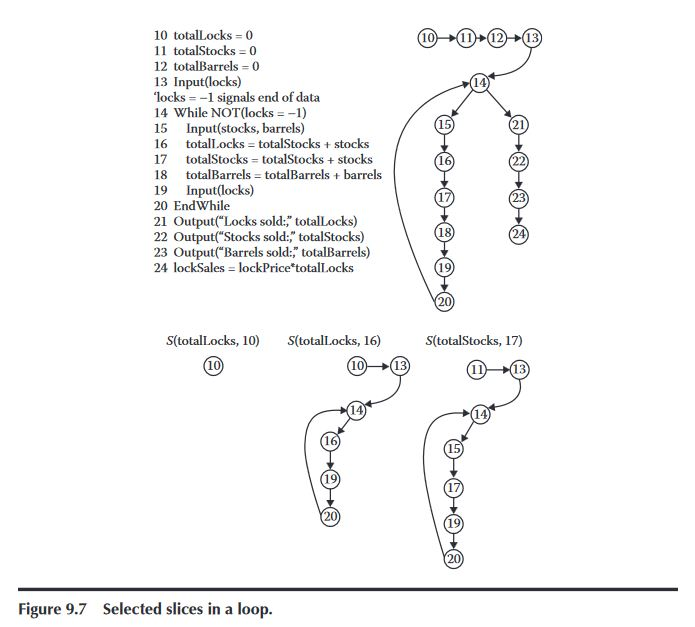 10 totalLocks = 0
11 totalStocks = 0
12 totalBarrels = 0
13 Input(locks)
‘locks = −1 signals end of data
14 While NOT(locks = −1)
15 Input(stocks, barrels)
16 totalLocks = totalStocks + stocks
17 totalStocks = totalStocks + stocks
18 totalBarrels = totalBarrels + barrels
19 Input(locks)
20 EndWhile
21 Output(“Locks sold:,” totalLocks)
22 Output(“Stocks sold:,” totalStocks)
23 Output(“Barrels sold:,” totalBarrels)
24 lockSales = lockPrice*totalLocks
10 11 12 13
14
15 21
16 22
17 23
18 24
19
20
S(totalLocks, 10) S(totalLocks, 16) S(totalStocks, 17)
10
10 13
14
16
19
20
11 13
14
15
17
19
20
Figure 9.7 Selected slices in a loop.